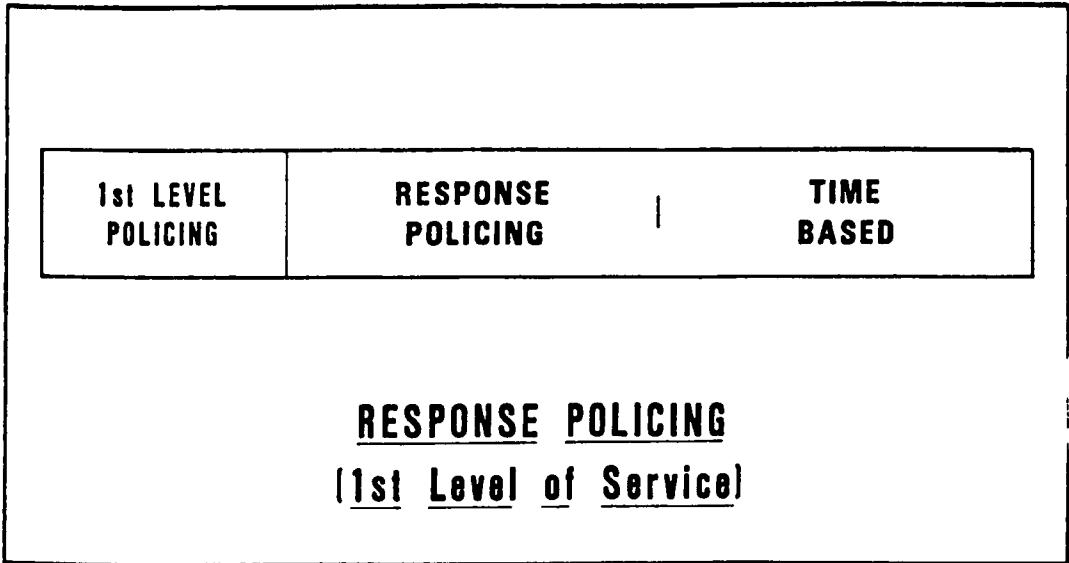 1st LEVEL POLICING
RESPONSE POLICING | TIME BASED
RESPONSE POLICING
(1st Level of Service)